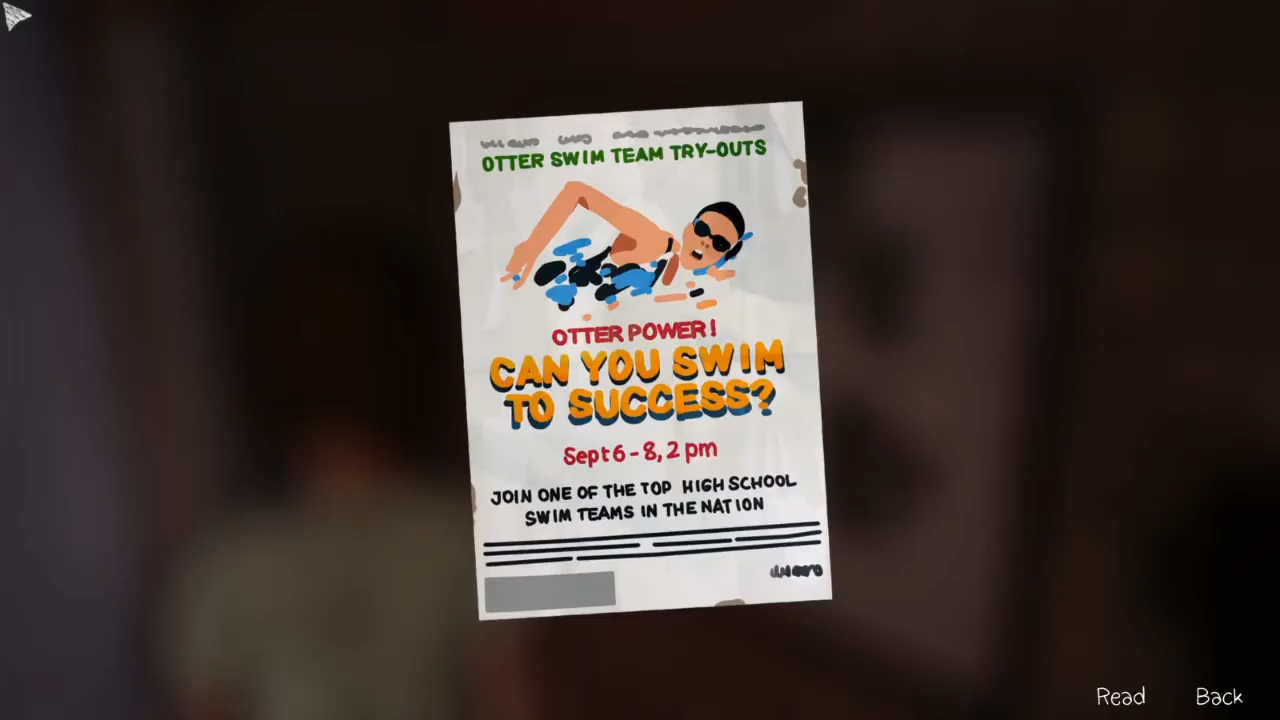 OTTER SWIM TEAM TRY-OUTS
OTTER POWER!
CAN YOU SWIM
TO SUCCESS?
Sept 6 - 8, 2 pm
JOIN ONE OF THE TOP HIGH SCHOOL
SWIM TEAMS IN THE NATION
Read Back